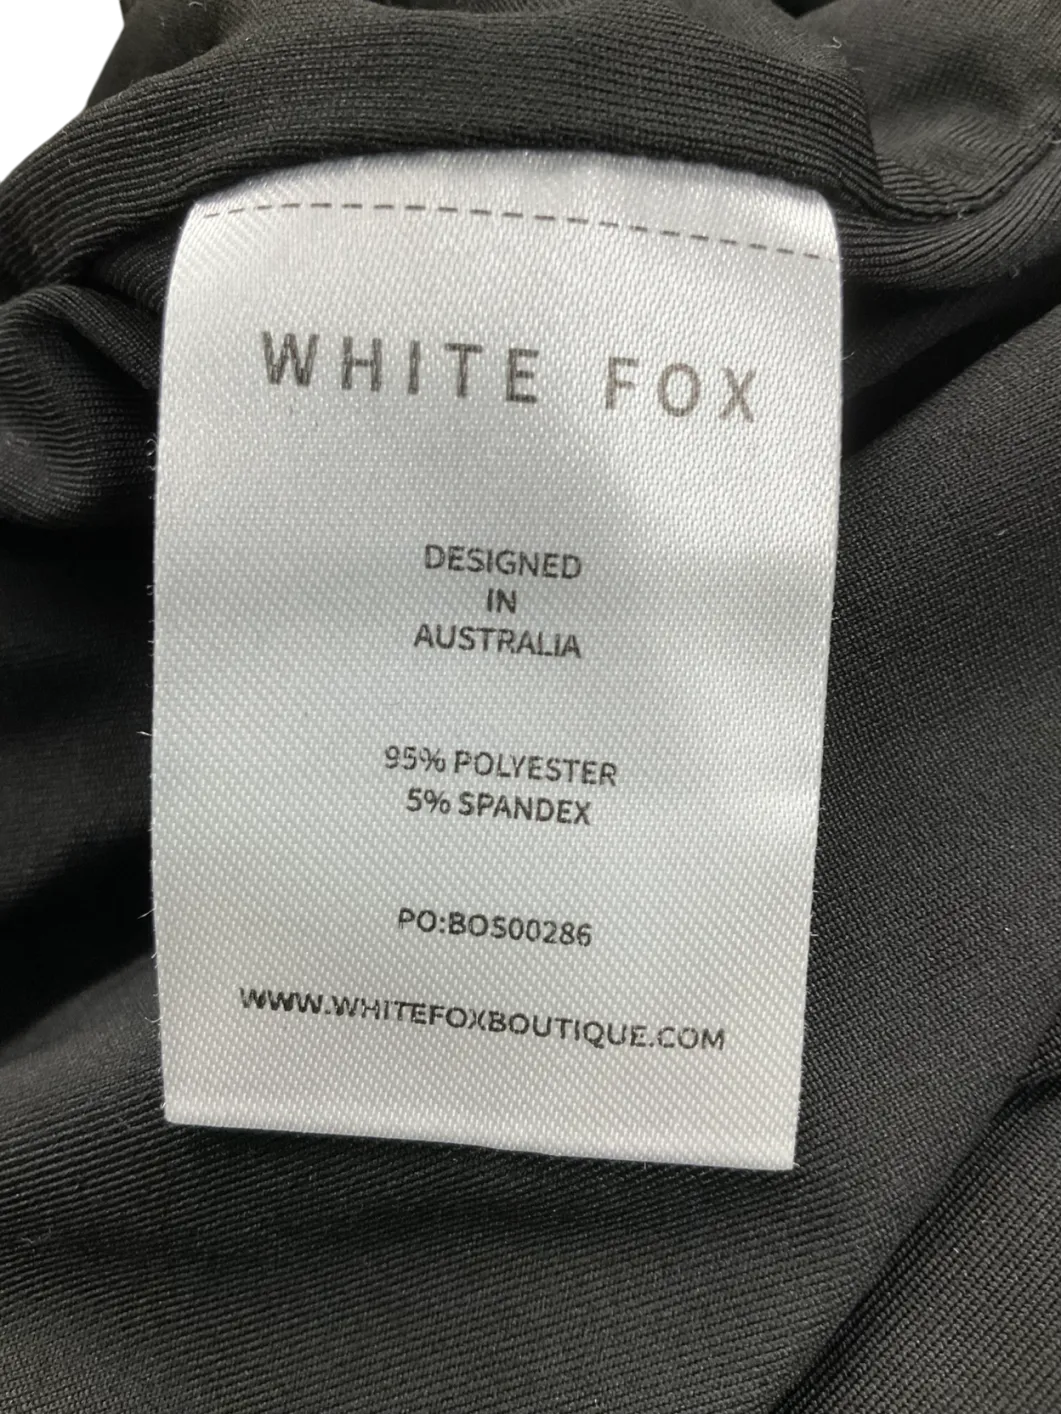 WHITE FOX
DESIGNED
IN
AUSTRALIA
95% POLYESTER
5% SPANDEX
PO:BOS00286
WWW.WHITEFOXBOUTIQUE.COM